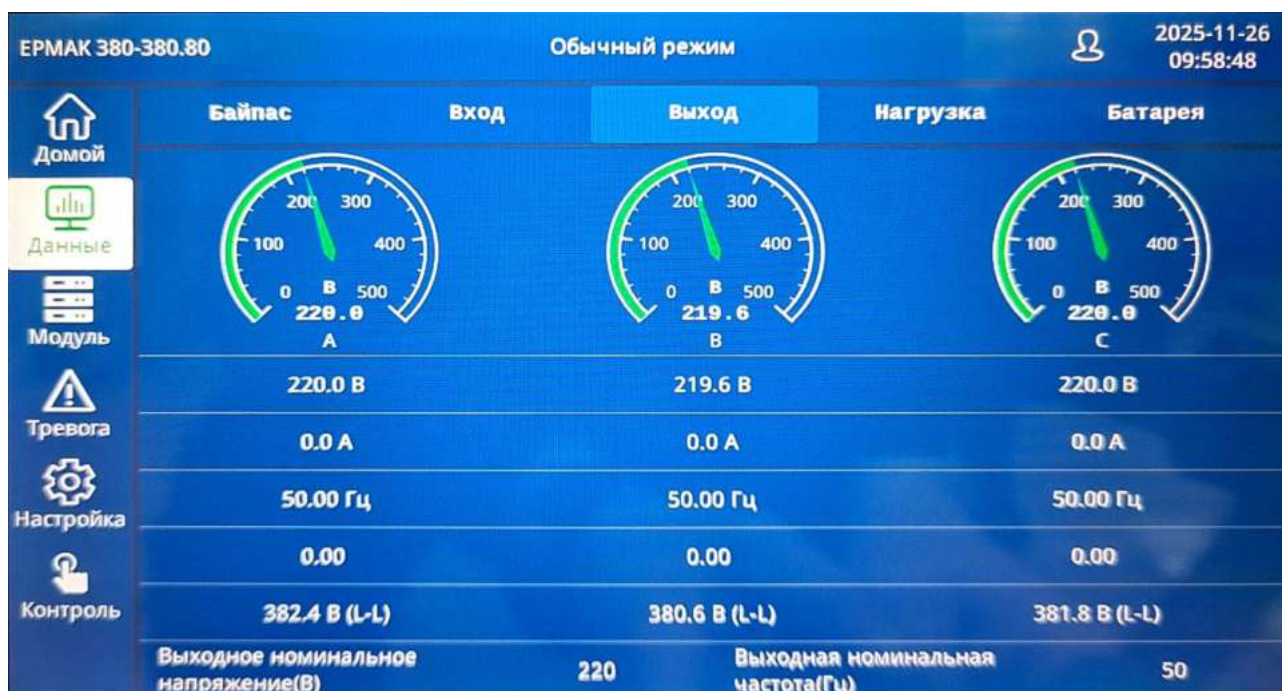 ЕРМАК 380-380.80 Обычный режим 2025-11-26
09:58:48
Байпас Вход Выход Нагрузка Батарея
Домой
Данные
Модуль
Тревога
Настройка
Контроль
200 300 200 300 200 300
100 400 100 400 100 400
0 В 500 0 В 500 0 В 500
220.0 219.6 220.0
A B C
220.0 В 219.6 В 220.0 В
0.0 А 0.0 А 0.0 А
50.00 Гц 50.00 Гц 50.00 Гц
0.00 0.00 0.00
382.4 В (L-L) 380.6 В (L-L) 381.8 В (L-L)
Выходное номинальное
напряжение(В) 220
Выходная номинальная
частота(Гц) 50